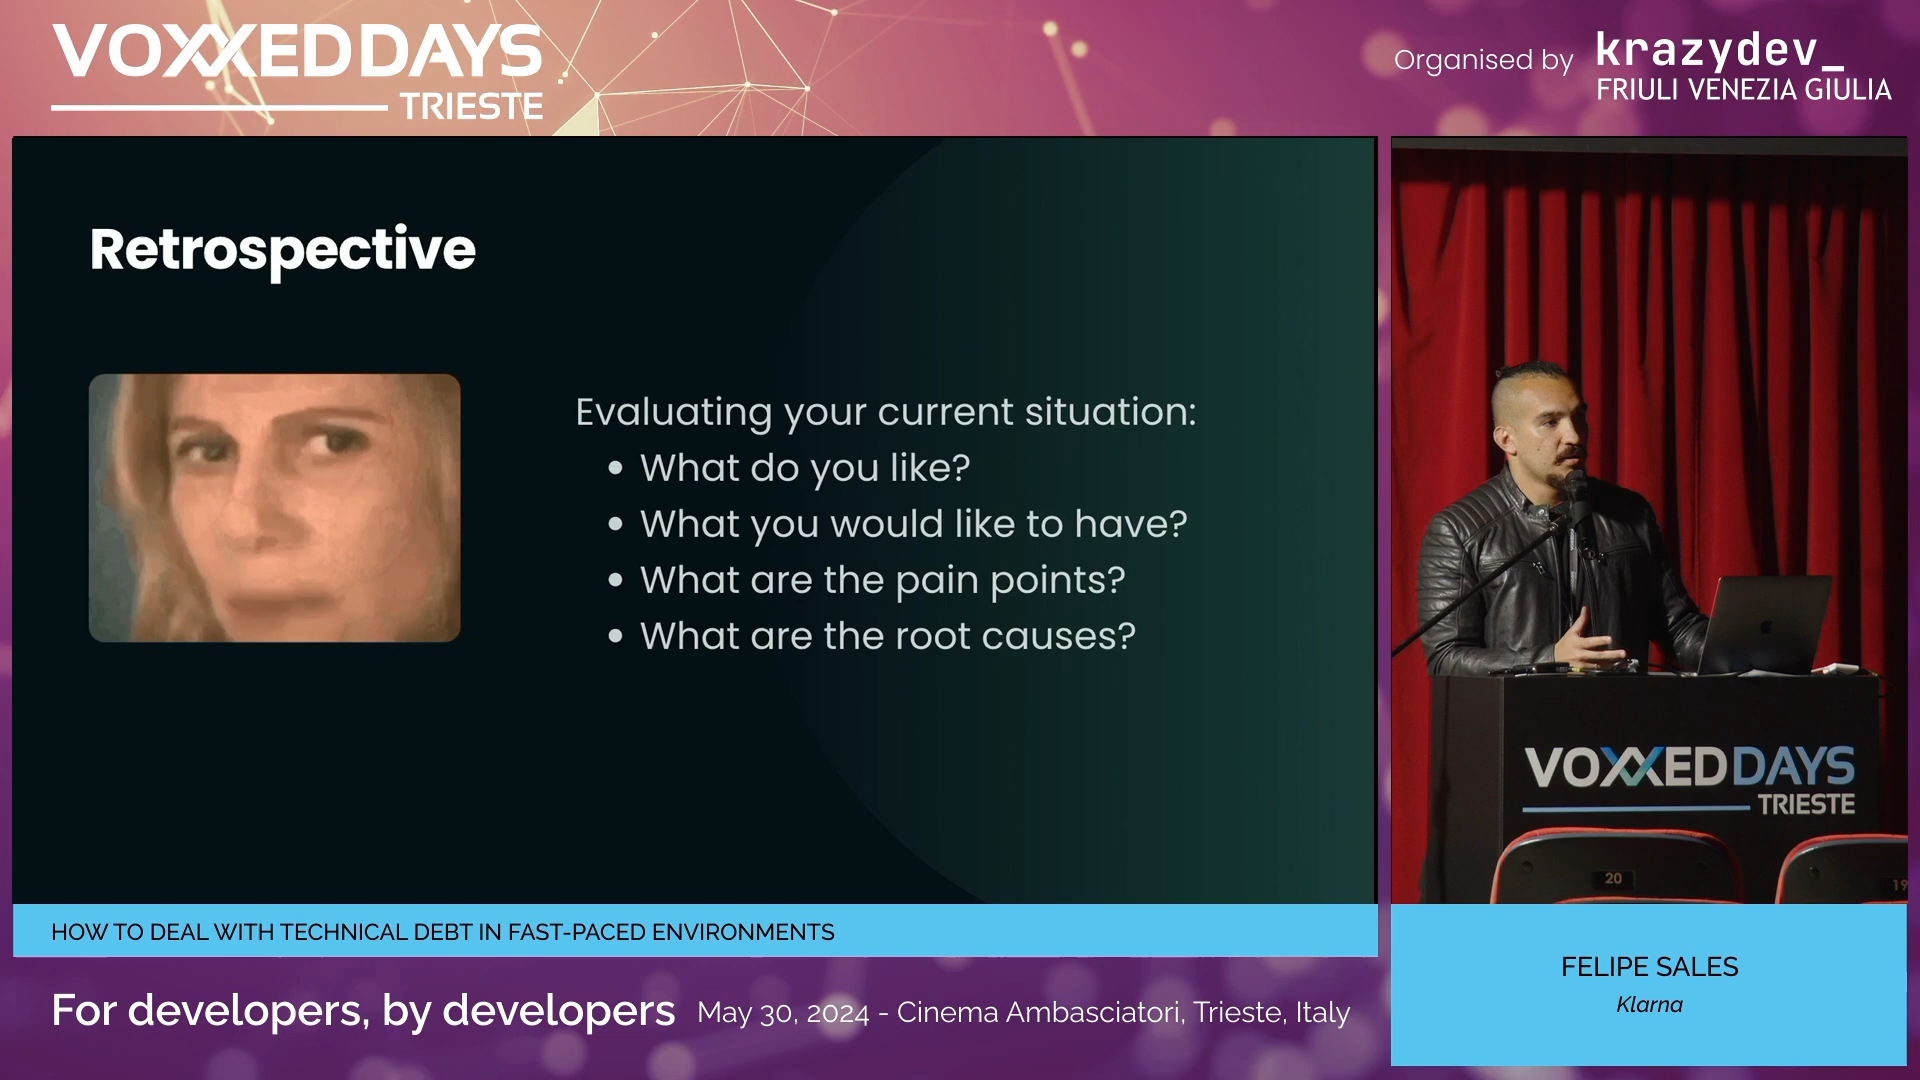 VOXXEDDAYS
TRIESTE
Organised by krazydev_
FRIULI VENEZIA GIULIA
Retrospective
Evaluating your current situation:
• What do you like?
• What you would like to have?
• What are the pain points?
• What are the root causes?
VOXXEDDAYS
TRIESTE
20
19
HOW TO DEAL WITH TECHNICAL DEBT IN FAST-PACED ENVIRONMENTS
FELIPE SALES
Klarna
For developers, by developers May 30, 2024 - Cinema Ambasciatori, Trieste, Italy